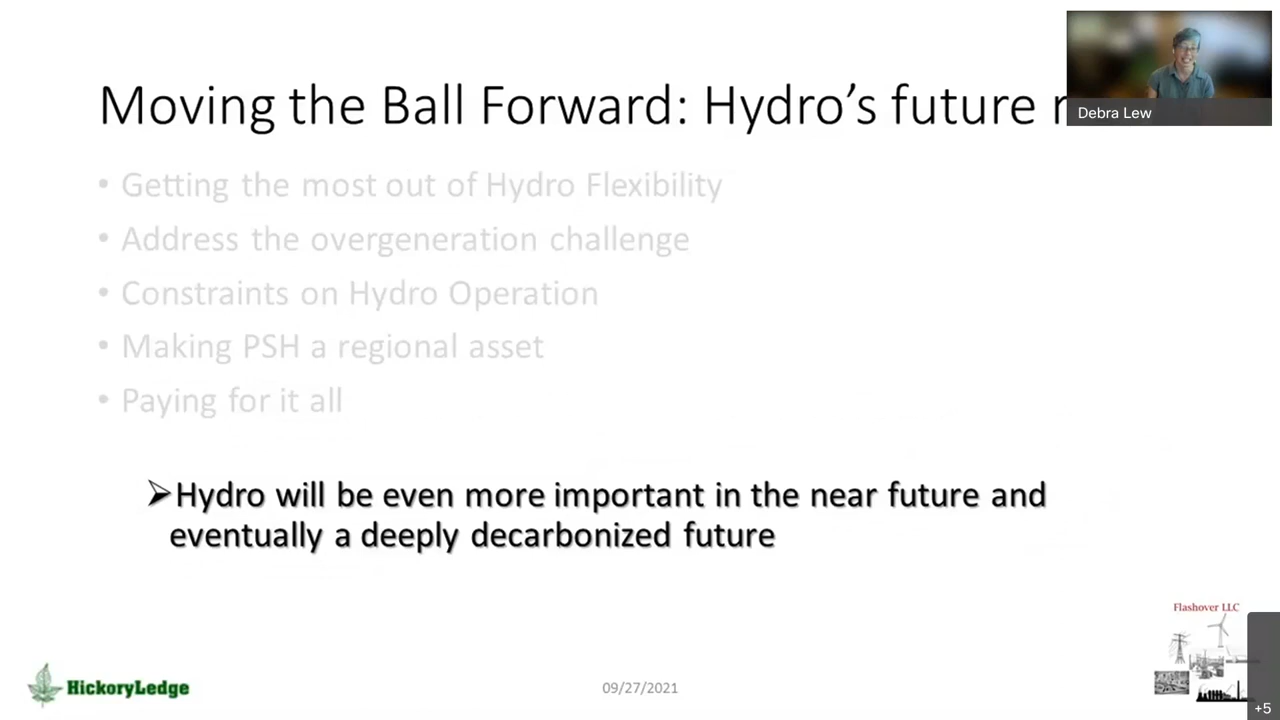 Moving the Ball Forward: Hydro's future
Debra Lew
• Getting the most out of Hydro Flexibility
• Address the overgeneration challenge
• Constraints on Hydro Operation
• Making PSH a regional asset
• Paying for it all
➢Hydro will be even more important in the near future and
eventually a deeply decarbonized future
Flashover LLC
HickoryLedge
09/27/2021
+5